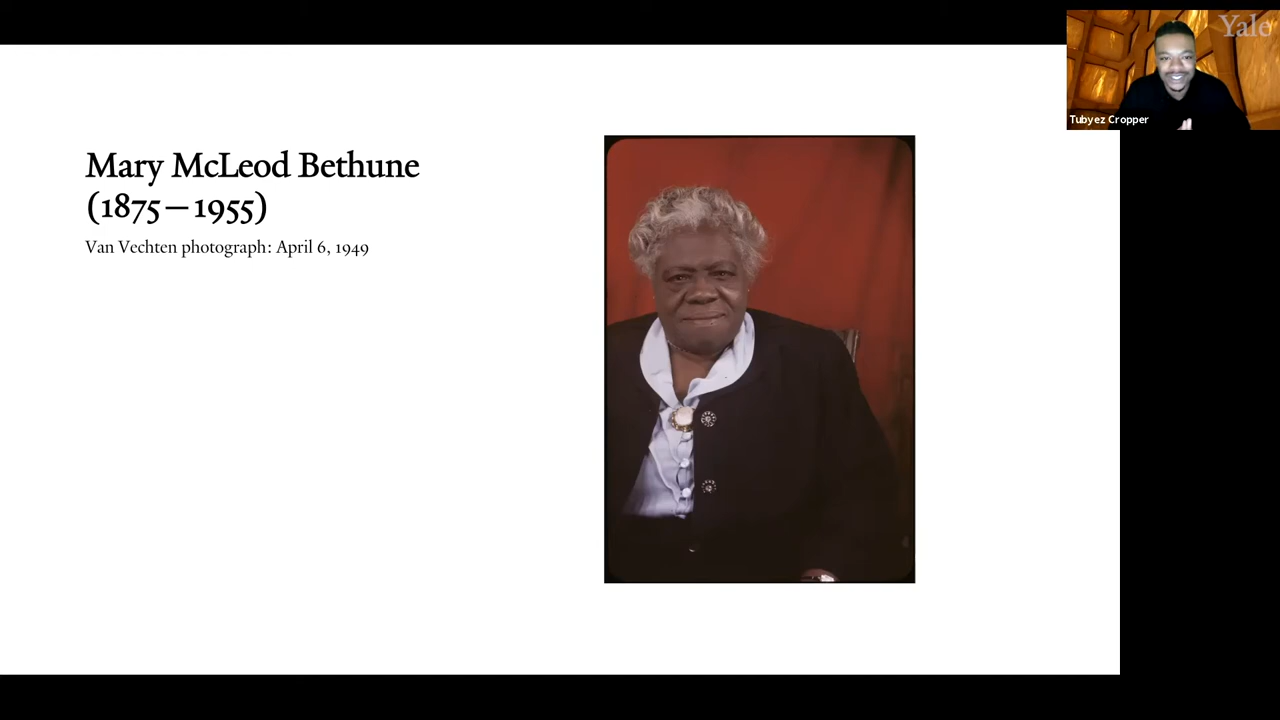 Mary McLeod Bethune
(1875–1955)
Van Vechten photograph: April 6, 1949
Yale
Tubyez Cropper